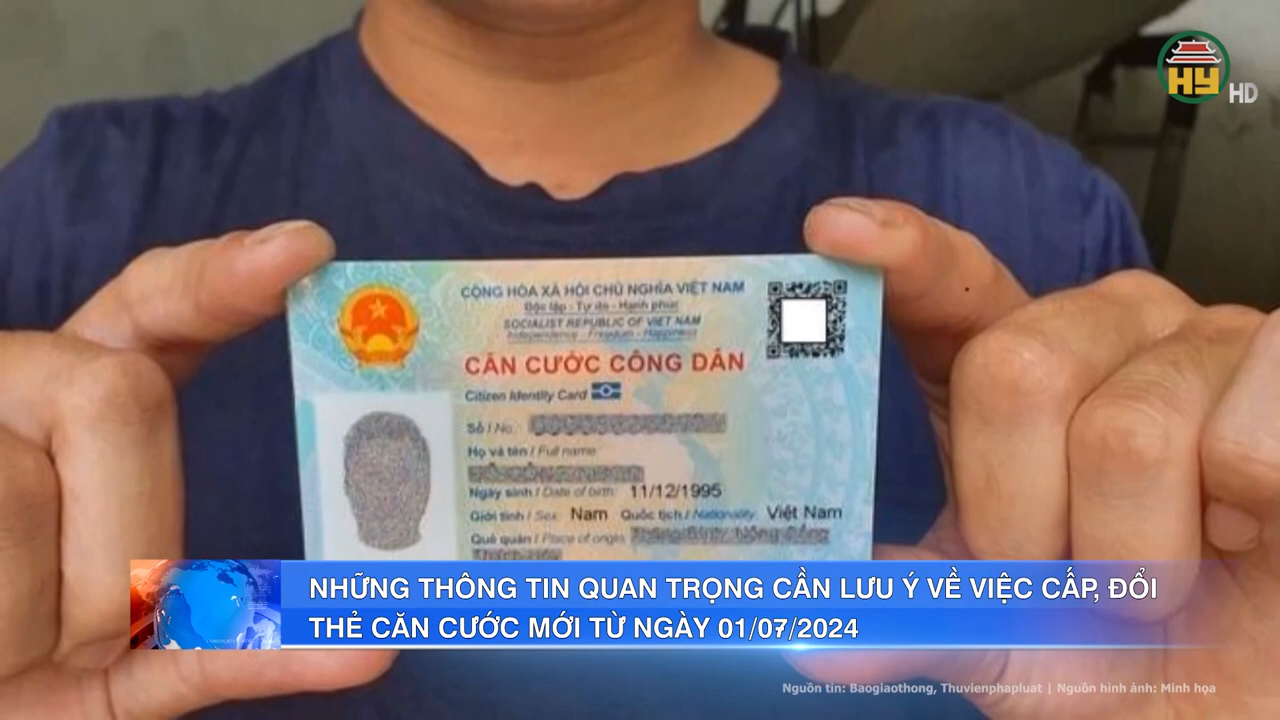 HY HD
CỘNG HÒA XÃ HỘI CHỦ NGHĨA VIỆT NAM
Độc lập - Tự do - Hạnh phúc
SOCIALIST REPUBLIC OF VIET NAM
Independence - Freedom - Happiness
CĂN CƯỚC CÔNG DÂN
Citizen Identity Card
Số / No.:
Họ và tên / Full name:
Ngày sinh / Date of birth: 11/12/1995
Giới tính / Sex: Nam Quốc tịch / Nationality: Việt Nam
Quê quán / Place of origin:
NHỮNG THÔNG TIN QUAN TRỌNG CẦN LƯU Ý VỀ VIỆC CẤP, ĐỔI
THẺ CĂN CƯỚC MỚI TỪ NGÀY 01/07/2024
Nguồn tin: Baogiaothong, Thuvienphapluat | Nguồn hình ảnh: Minh họa